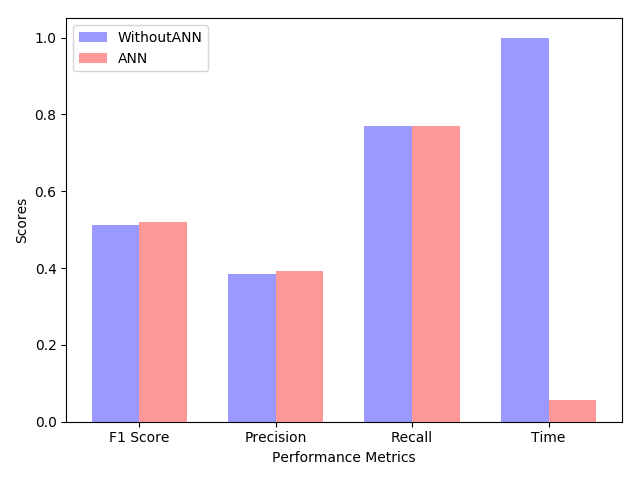 WithoutANN
ANN
1.0
0.8
0.6
0.4
0.2
0.0
Scores
F1 Score Precision Recall Time
Performance Metrics